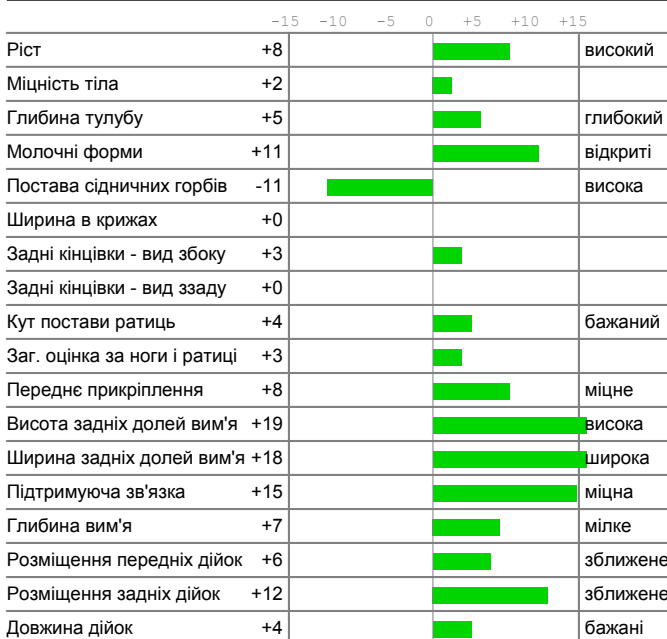 -15 -10 -5 0 +5 +10 +15
Ріст +8 високий
Міцність тіла +2
Глибина тулубу +5 глибокий
Молочні форми +11 відкриті
Постава сідничних горбів -11 висока
Ширина в крижах +0
Задні кінцівки - вид збоку +3
Задні кінцівки - вид ззаду +0
Кут постави ратиць +4 бажаний
Заг. оцінка за ноги і ратиці +3
Переднє прикріплення +8 міцне
Висота задніх долей вим'я +19 висока
Ширина задніх долей вим'я +18 широка
Підтримуюча зв'язка +15 міцна
Глибина вим'я +7 мілке
Розміщення передніх дійок +6 зближене
Розміщення задніх дійок +12 зближене
Довжина дійок +4 бажані